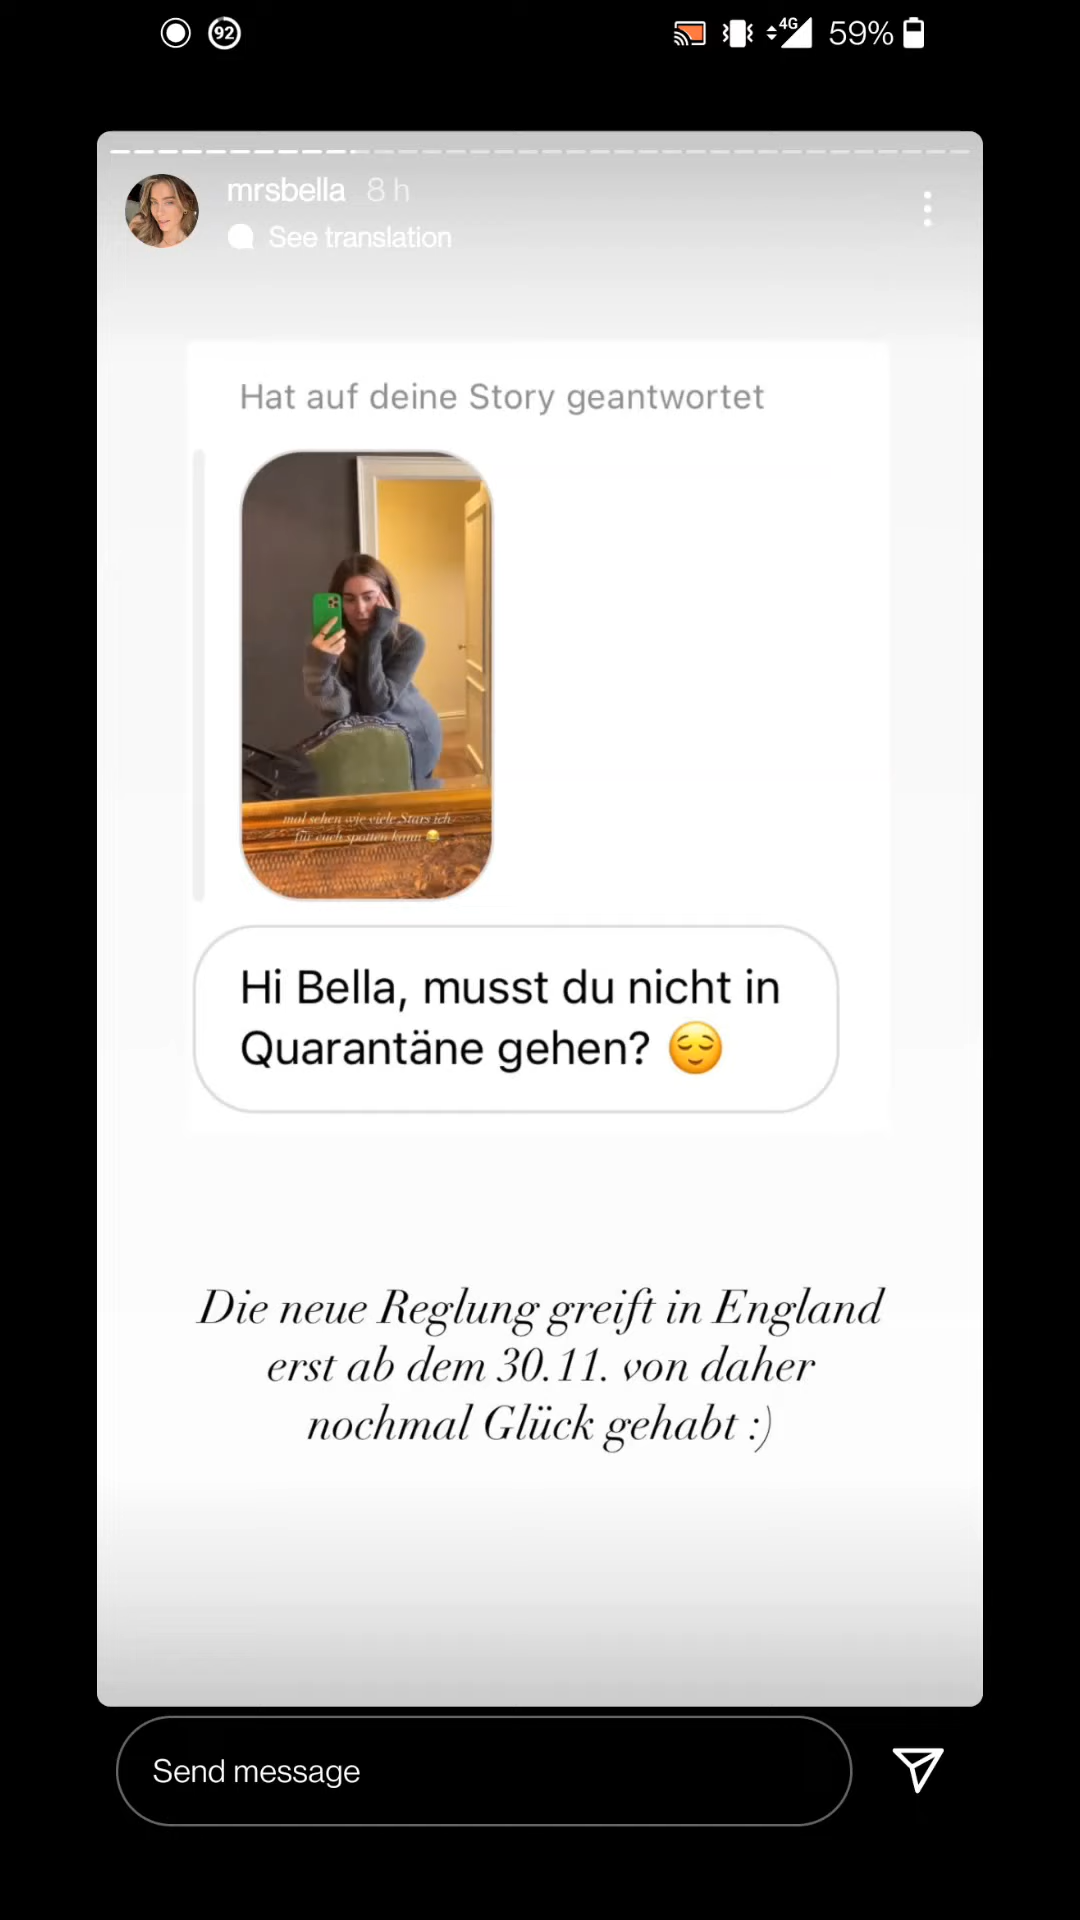 92
4G
59%
mrsbella 8 h
See translation
Hat auf deine Story geantwortet
mal sehen wie viele Stars ich
für euch spotten kann 😂
Hi Bella, musst du nicht in
Quarantäne gehen? 😌
Die neue Reglung greift in England
erst ab dem 30.11. von daher
nochmal Glück gehabt :)
Send message